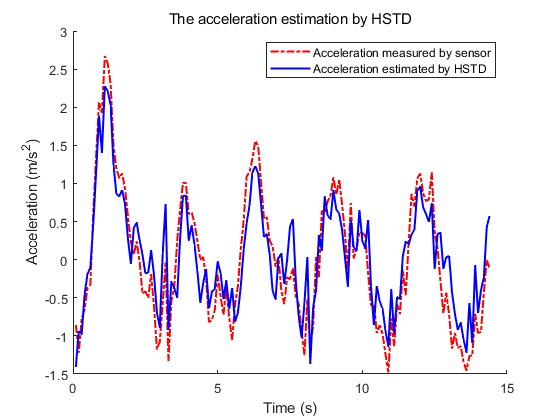 The acceleration estimation by HSTD
Acceleration measured by sensor
Acceleration estimated by HSTD
3
2.5
2
1.5
1
0.5
0
-0.5
-1
-1.5
Acceleration (m/s²)
0 5 10 15
Time (s)